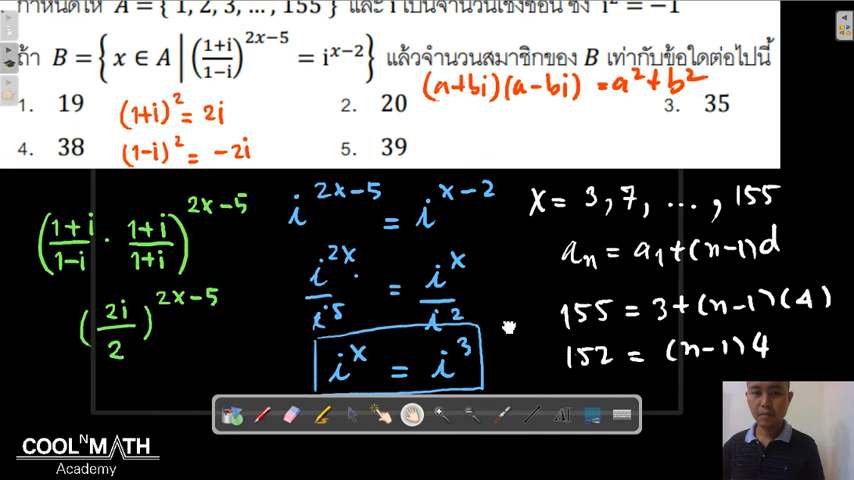 กำหนดให้ A = { 1, 2, 3, ..., 155 } และ i เป็นจำนวนเชิงซ้อน ซึ่ง i² = −1
ถ้า B = { x ∈ A | ((1+i)/(1−i))^(2x−5) = i^(x−2) } แล้วจำนวนสมาชิกของ B เท่ากับข้อใดต่อไปนี้
(a+bi)(a-bi) = a²+b²
1. 19
2. 20
3. 35
4. 38
5. 39
(1+i)² = 2i
(1-i)² = -2i
((1+i)/(1-i) · (1+i)/(1+i))^(2x-5)
(2i/2)^(2x-5)
i^(2x-5) = i^(x-2)
i^(2x)/i^5 = i^x/i^2
i^x = i^3
x = 3, 7, ..., 155
aₙ = a₁+(n-1)d
155 = 3+(n-1)(4)
152 = (n-1)4
COOL N MATH
Academy